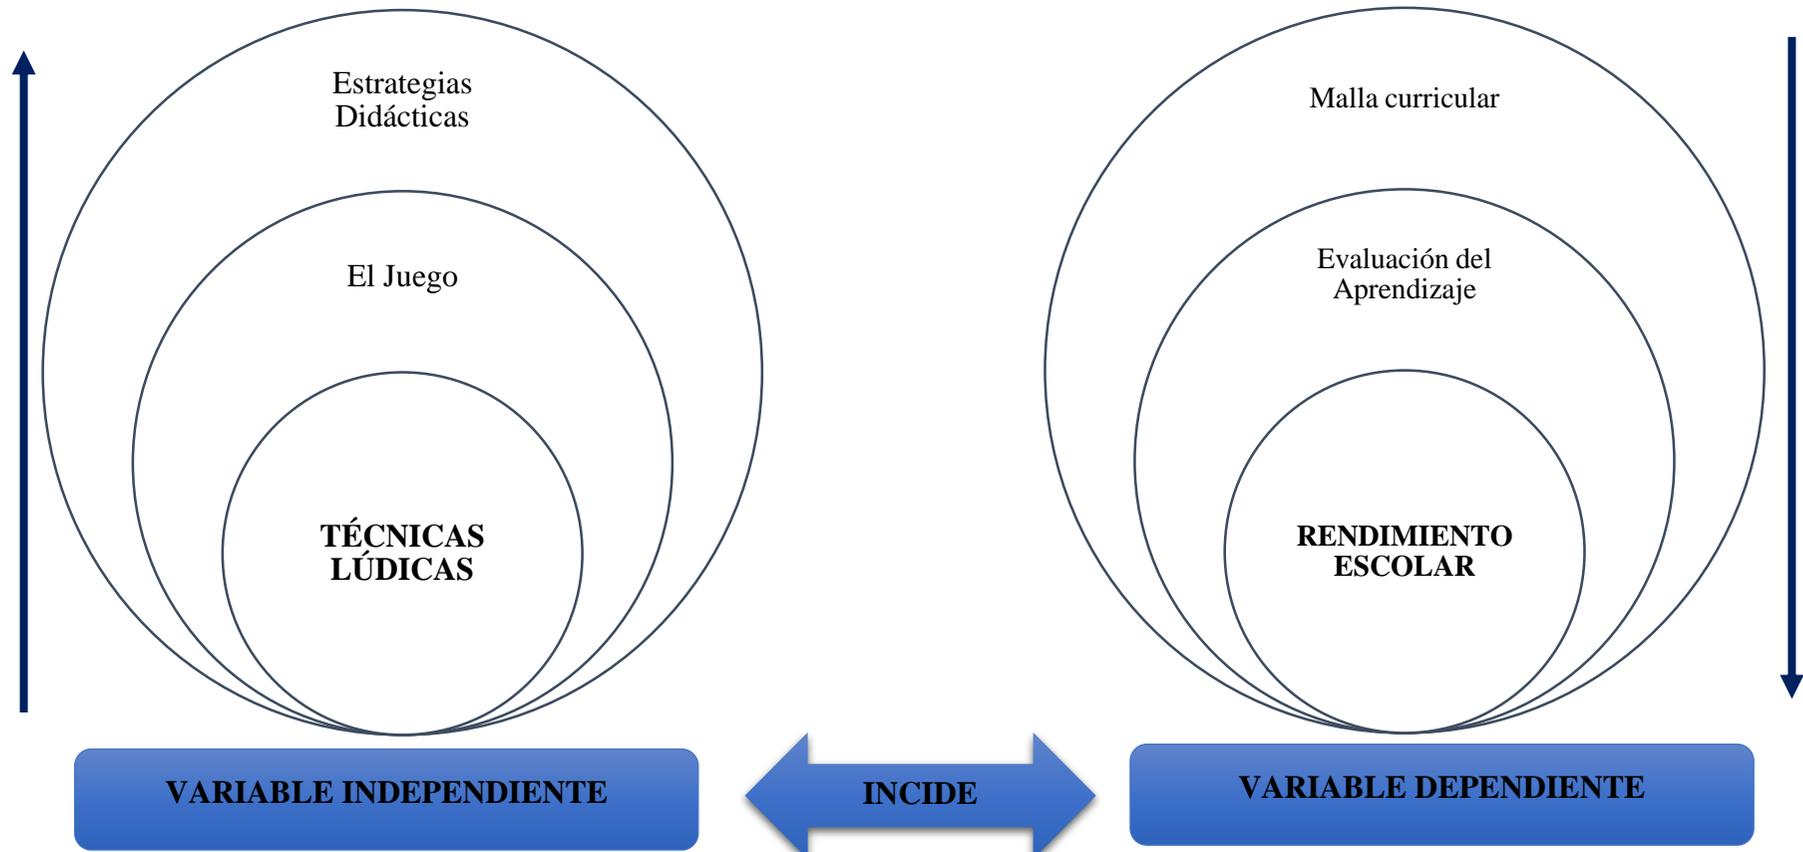 Estrategias
Didácticas
El Juego
TÉCNICAS
LÚDICAS
VARIABLE INDEPENDIENTE
INCIDE
Malla curricular
Evaluación del
Aprendizaje
RENDIMIENTO
ESCOLAR
VARIABLE DEPENDIENTE